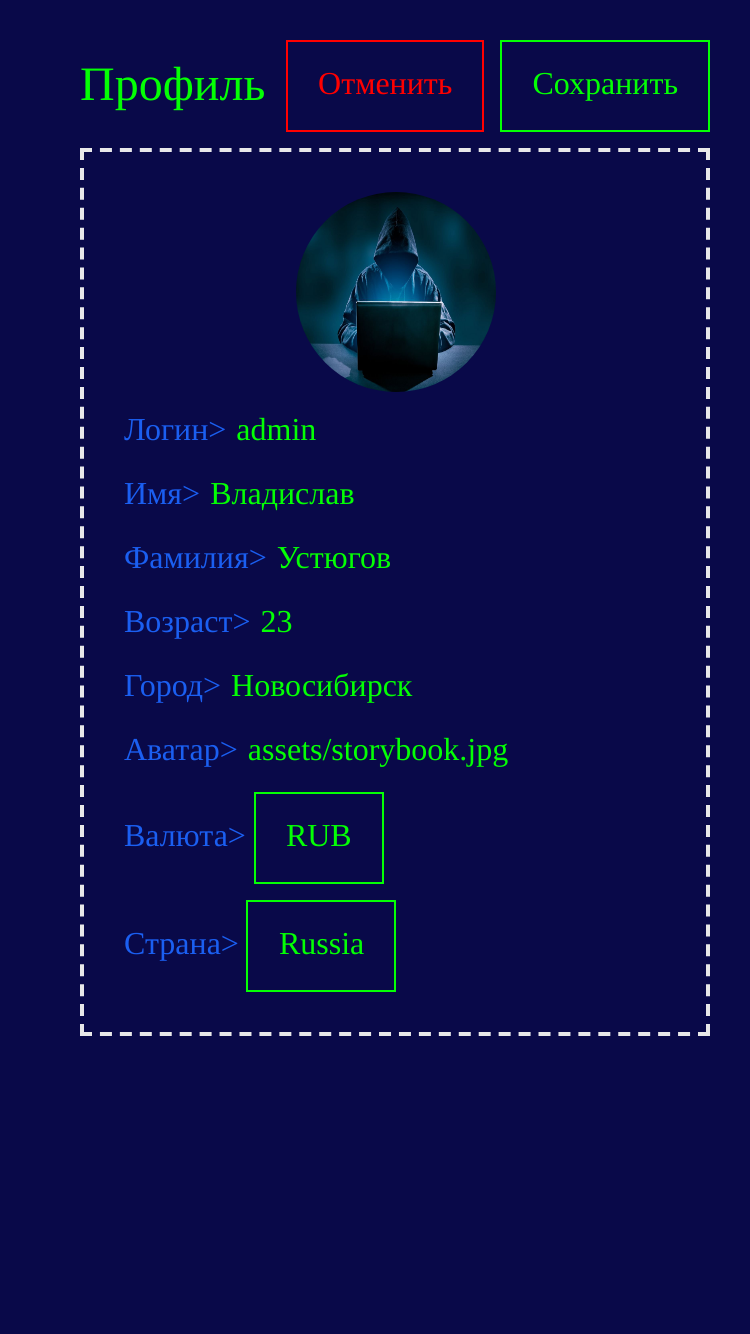 Профиль Отменить Сохранить
Логин> admin
Имя> Владислав
Фамилия> Устюгов
Возраст> 23
Город> Новосибирск
Аватар> assets/storybook.jpg
Валюта> RUB
Страна> Russia